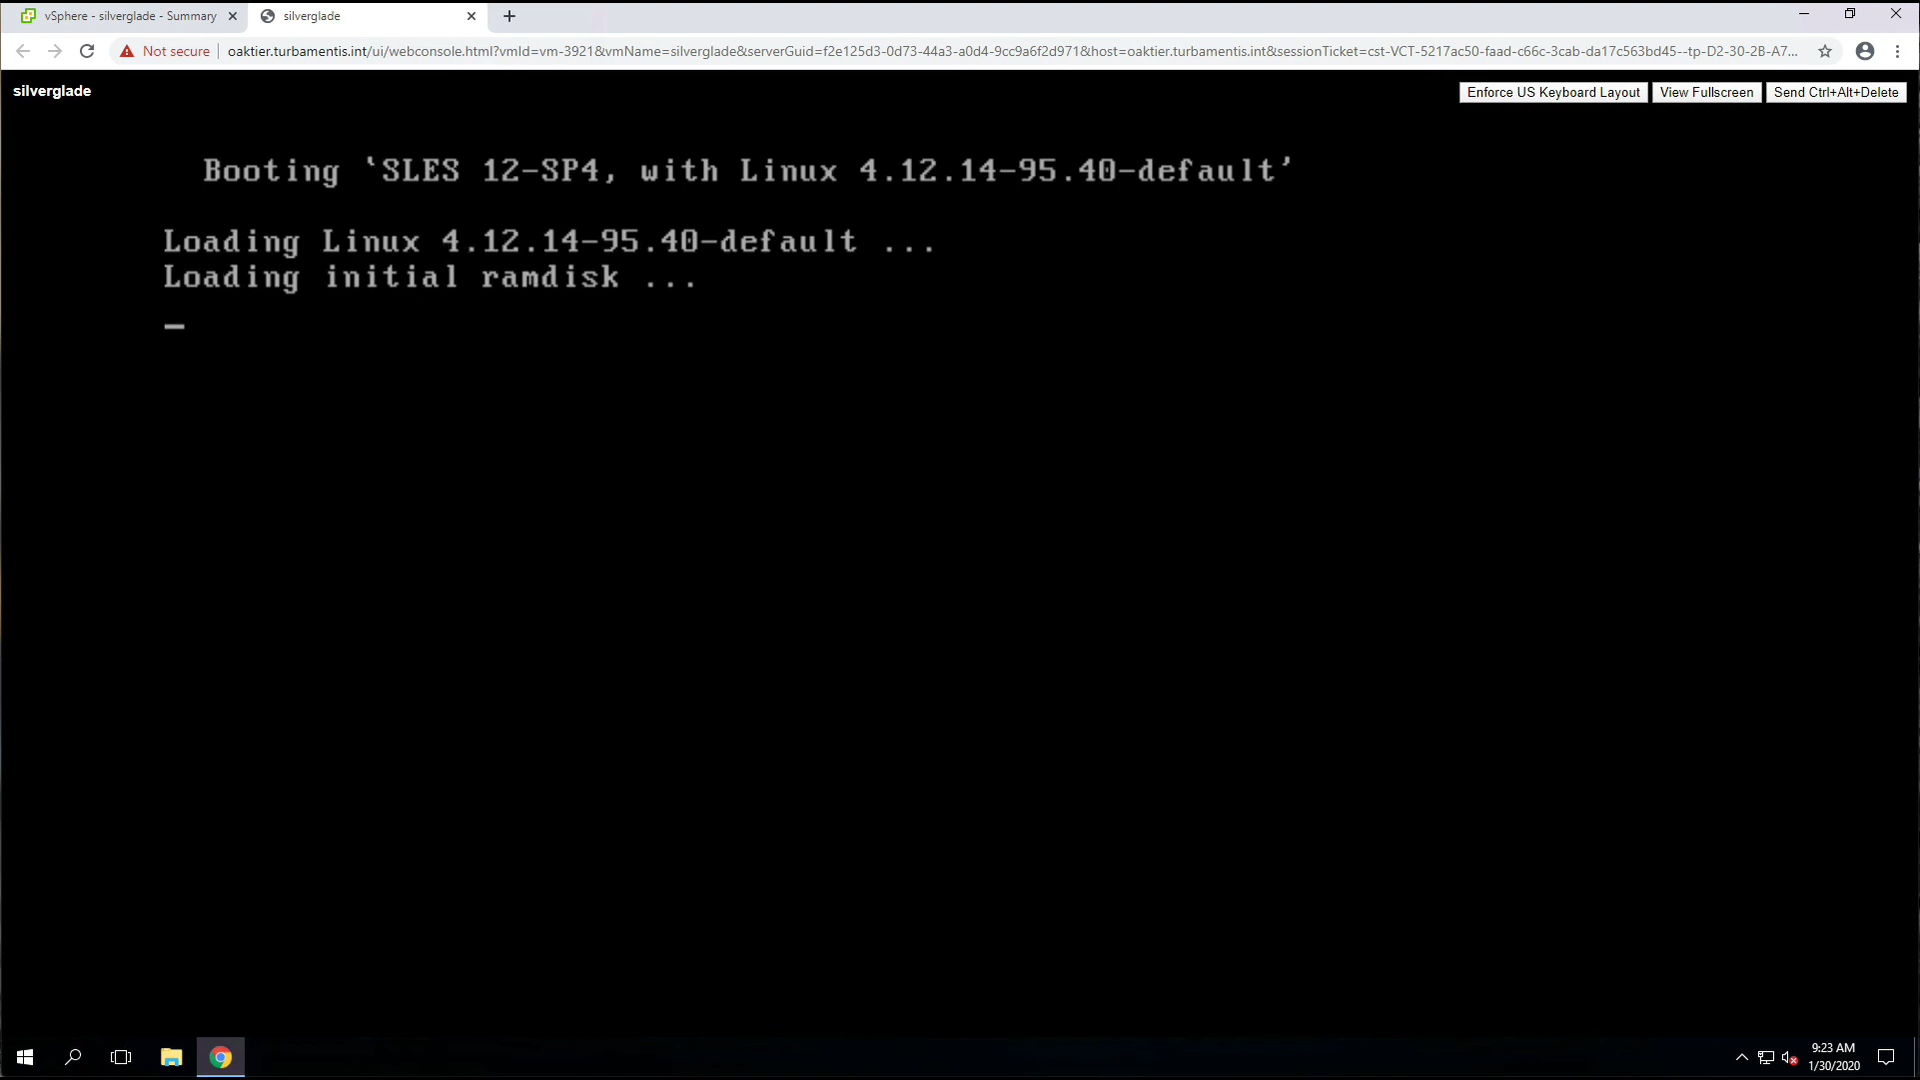 vSphere - silverglade - Summary
silverglade
Not secure
oaktier.turbamentis.int/ui/webconsole.html?vmId=vm-3921&vmName=silverglade&serverGuid=f2e125d3-0d73-44a3-a0d4-9cc9a6f2d971&host=oaktier.turbamentis.int&sessionTicket=cst-VCT-5217ac50-faad-c66c-3cab-da17c563bd45--tp-D2-30-2B-A7...
silverglade
Enforce US Keyboard Layout
View Fullscreen
Send Ctrl+Alt+Delete
Booting `SLES 12-SP4, with Linux 4.12.14-95.40-default'
Loading Linux 4.12.14-95.40-default ...
Loading initial ramdisk ...
9:23 AM
1/30/2020